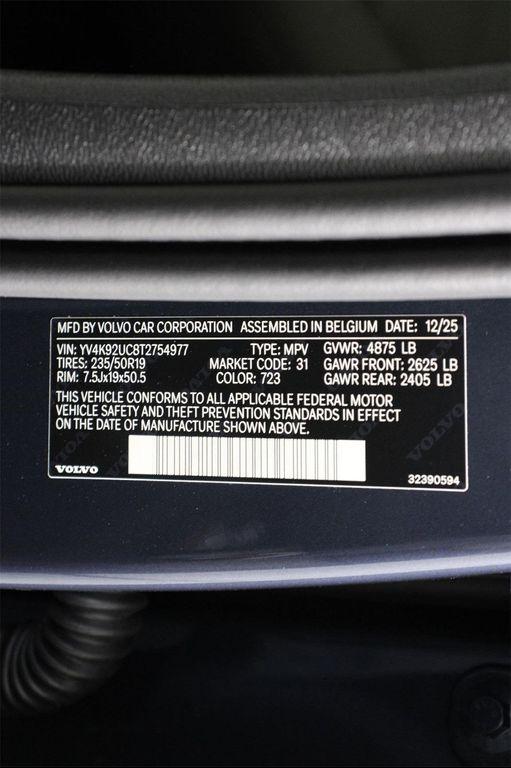 MFD BY VOLVO CAR CORPORATION ASSEMBLED IN BELGIUM DATE: 12/25
VIN: YV4K92UC8T2754977 TYPE: MPV GVWR: 4875 LB
TIRES: 235/50R19 MARKET CODE: 31 GAWR FRONT: 2625 LB
RIM: 7.5Jx19x50.5 COLOR: 723 GAWR REAR: 2405 LB
THIS VEHICLE CONFORMS TO ALL APPLICABLE FEDERAL MOTOR
VEHICLE SAFETY AND THEFT PREVENTION STANDARDS IN EFFECT
ON THE DATE OF MANUFACTURE SHOWN ABOVE.
VOLVO 32390594